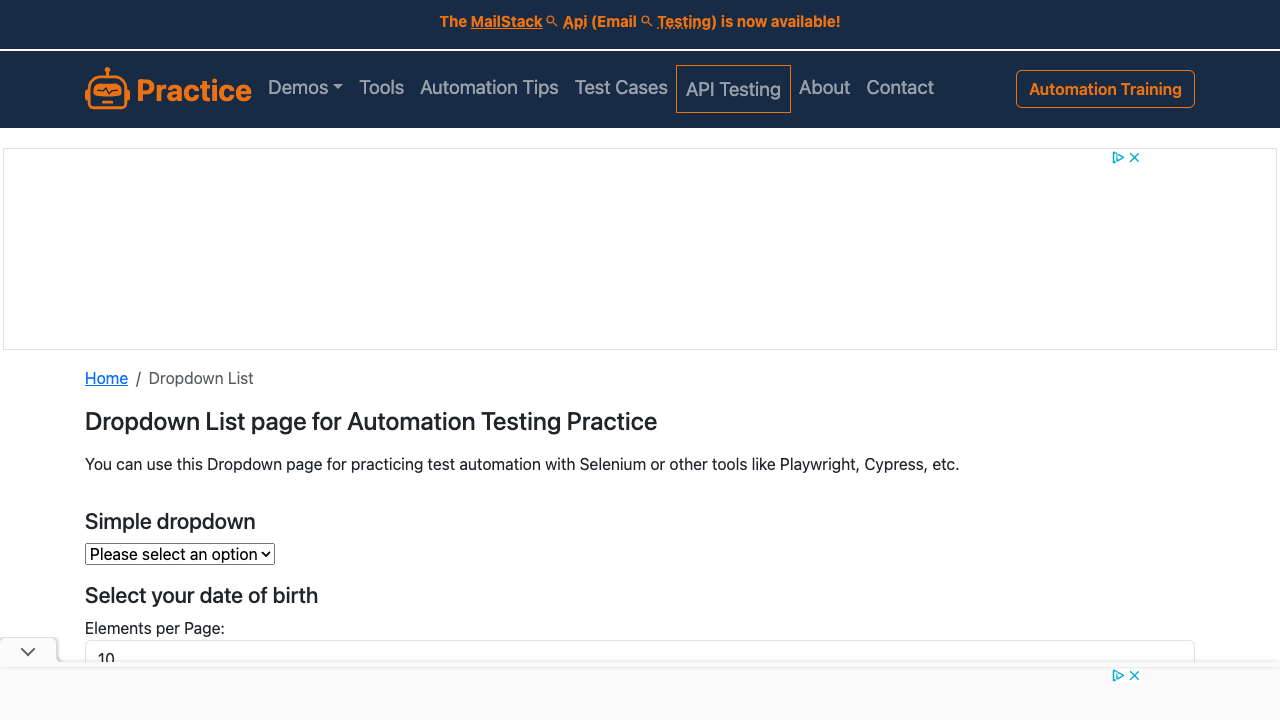 The MailStack Api (Email Testing) is now available!
Practice
Demos
Tools
Automation Tips
Test Cases
API Testing
About
Contact
Automation Training
Home / Dropdown List
Dropdown List page for Automation Testing Practice
You can use this Dropdown page for practicing test automation with Selenium or other tools like Playwright, Cypress, etc.
Simple dropdown
Please select an option
Select your date of birth
Elements per Page:
10